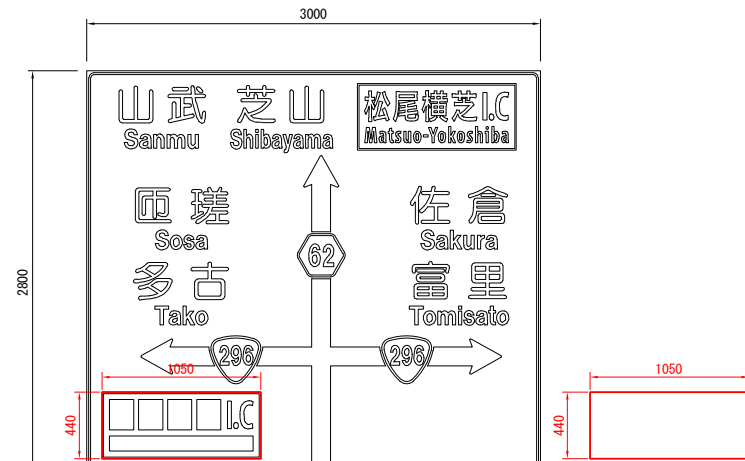 3000
山武 芝山 松尾横芝I.C
Sanmu Shibayama Matsuo-Yokoshiba
匝瑳 佐倉
Sosa Sakura
62
2800
多古 富里
Tako Tomisato
296 296
1050 1050
440 I.C 440